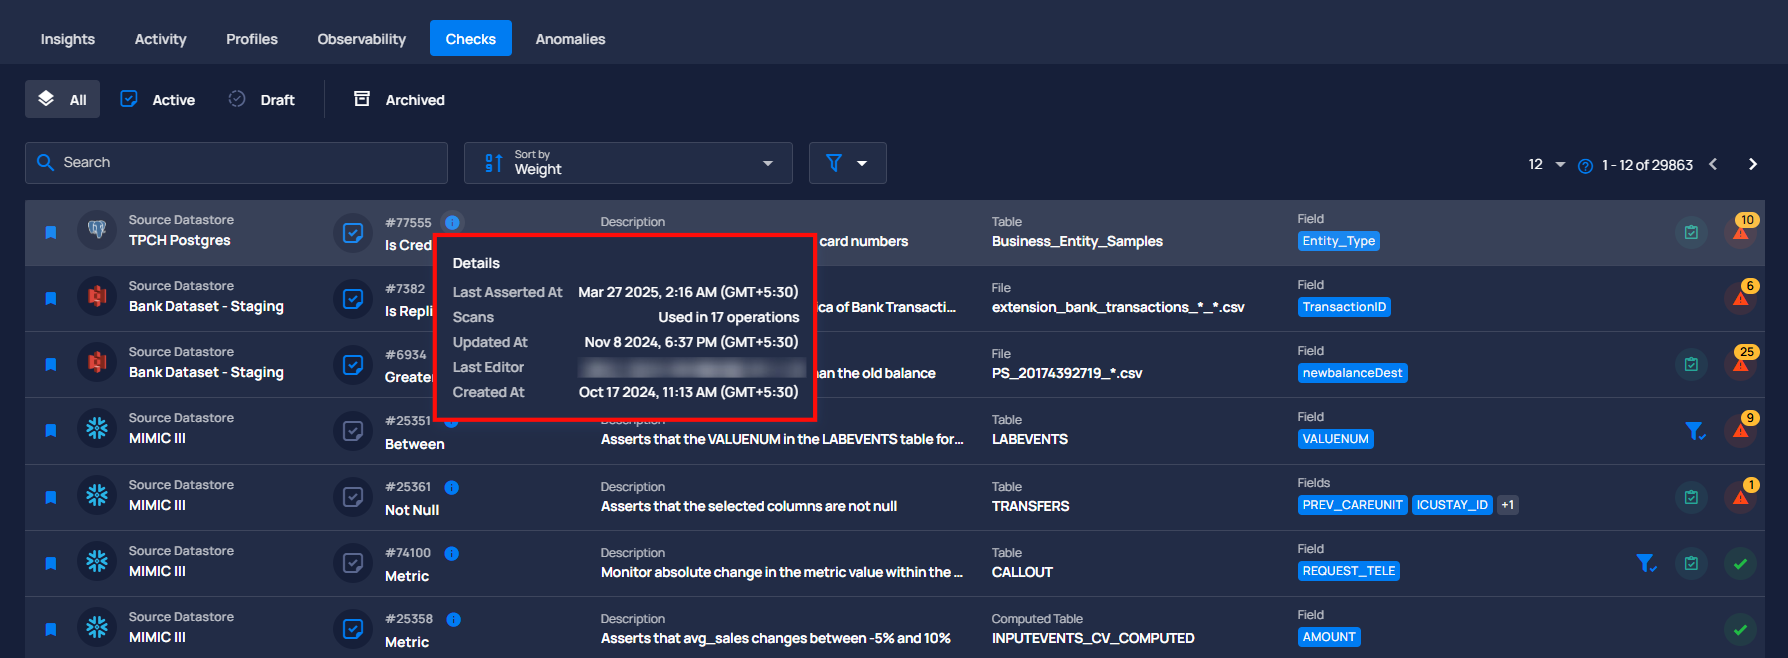 Insights Activity Profiles Observability Checks Anomalies
All Active Draft Archived
Search
Sort by
Weight
12 1 - 12 of 29863
Source Datastore
TPCH Postgres
#77555
Is Cred
Description
card numbers
Table
Business_Entity_Samples
Field
Entity_Type
10
Details
Last Asserted At Mar 27 2025, 2:16 AM (GMT+5:30)
Scans Used in 17 operations
Updated At Nov 8 2024, 6:37 PM (GMT+5:30)
Last Editor
Created At Oct 17 2024, 11:13 AM (GMT+5:30)
Source Datastore
Bank Dataset - Staging
#7382
Is Repli
ica of Bank Transacti...
File
extension_bank_transactions_*_*.csv
Field
TransactionID
6
Source Datastore
Bank Dataset - Staging
#6934
Greater
an the old balance
File
PS_20174392719_*.csv
Field
newbalanceDest
25
Source Datastore
MIMIC III
#25351
Between
Description
Asserts that the VALUENUM in the LABEVENTS table for...
Table
LABEVENTS
Field
VALUENUM
9
Source Datastore
MIMIC III
#25361
Not Null
Description
Asserts that the selected columns are not null
Table
TRANSFERS
Fields
PREV_CAREUNIT ICUSTAY_ID +1
1
Source Datastore
MIMIC III
#74100
Metric
Description
Monitor absolute change in the metric value within the ...
Table
CALLOUT
Field
REQUEST_TELE
Source Datastore
MIMIC III
#25358
Metric
Description
Asserts that avg_sales changes between -5% and 10%
Computed Table
INPUTEVENTS_CV_COMPUTED
Field
AMOUNT